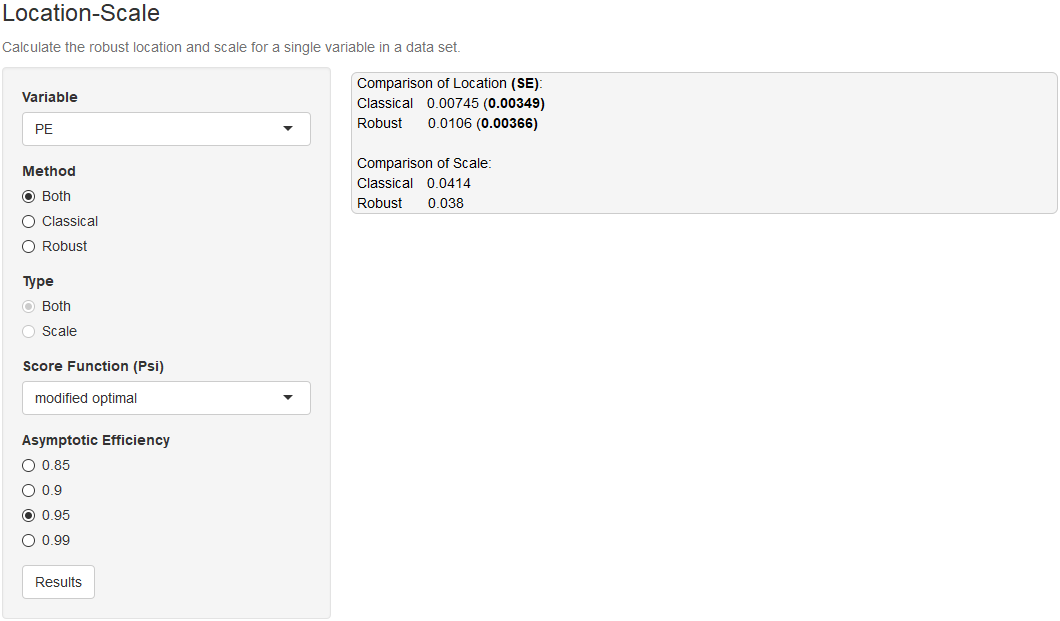 Location-Scale
Calculate the robust location and scale for a single variable in a data set.
Variable
PE
Method
Both
Classical
Robust
Type
Both
Scale
Score Function (Psi)
modified optimal
Asymptotic Efficiency
0.85
0.9
0.95
0.99
Results
Comparison of Location (SE):
Classical 0.00745 (0.00349)
Robust 0.0106 (0.00366)
Comparison of Scale:
Classical 0.0414
Robust 0.038